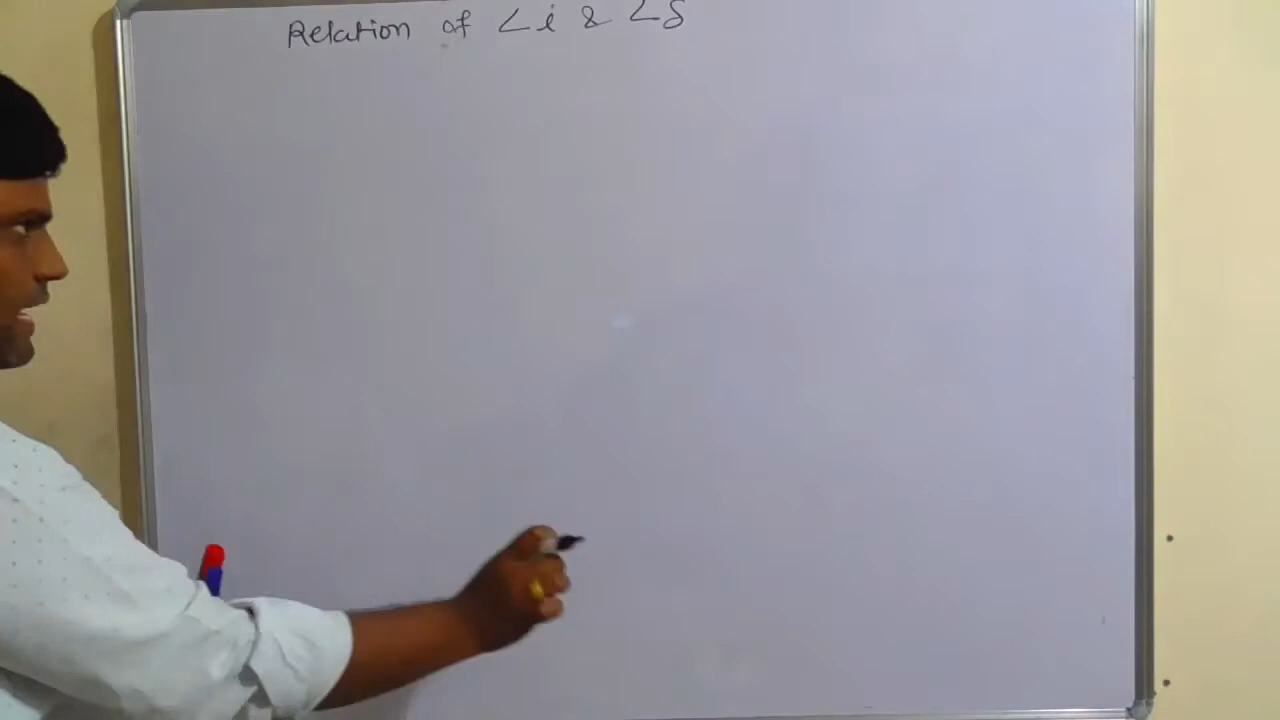 Relation of ∠i & ∠δ